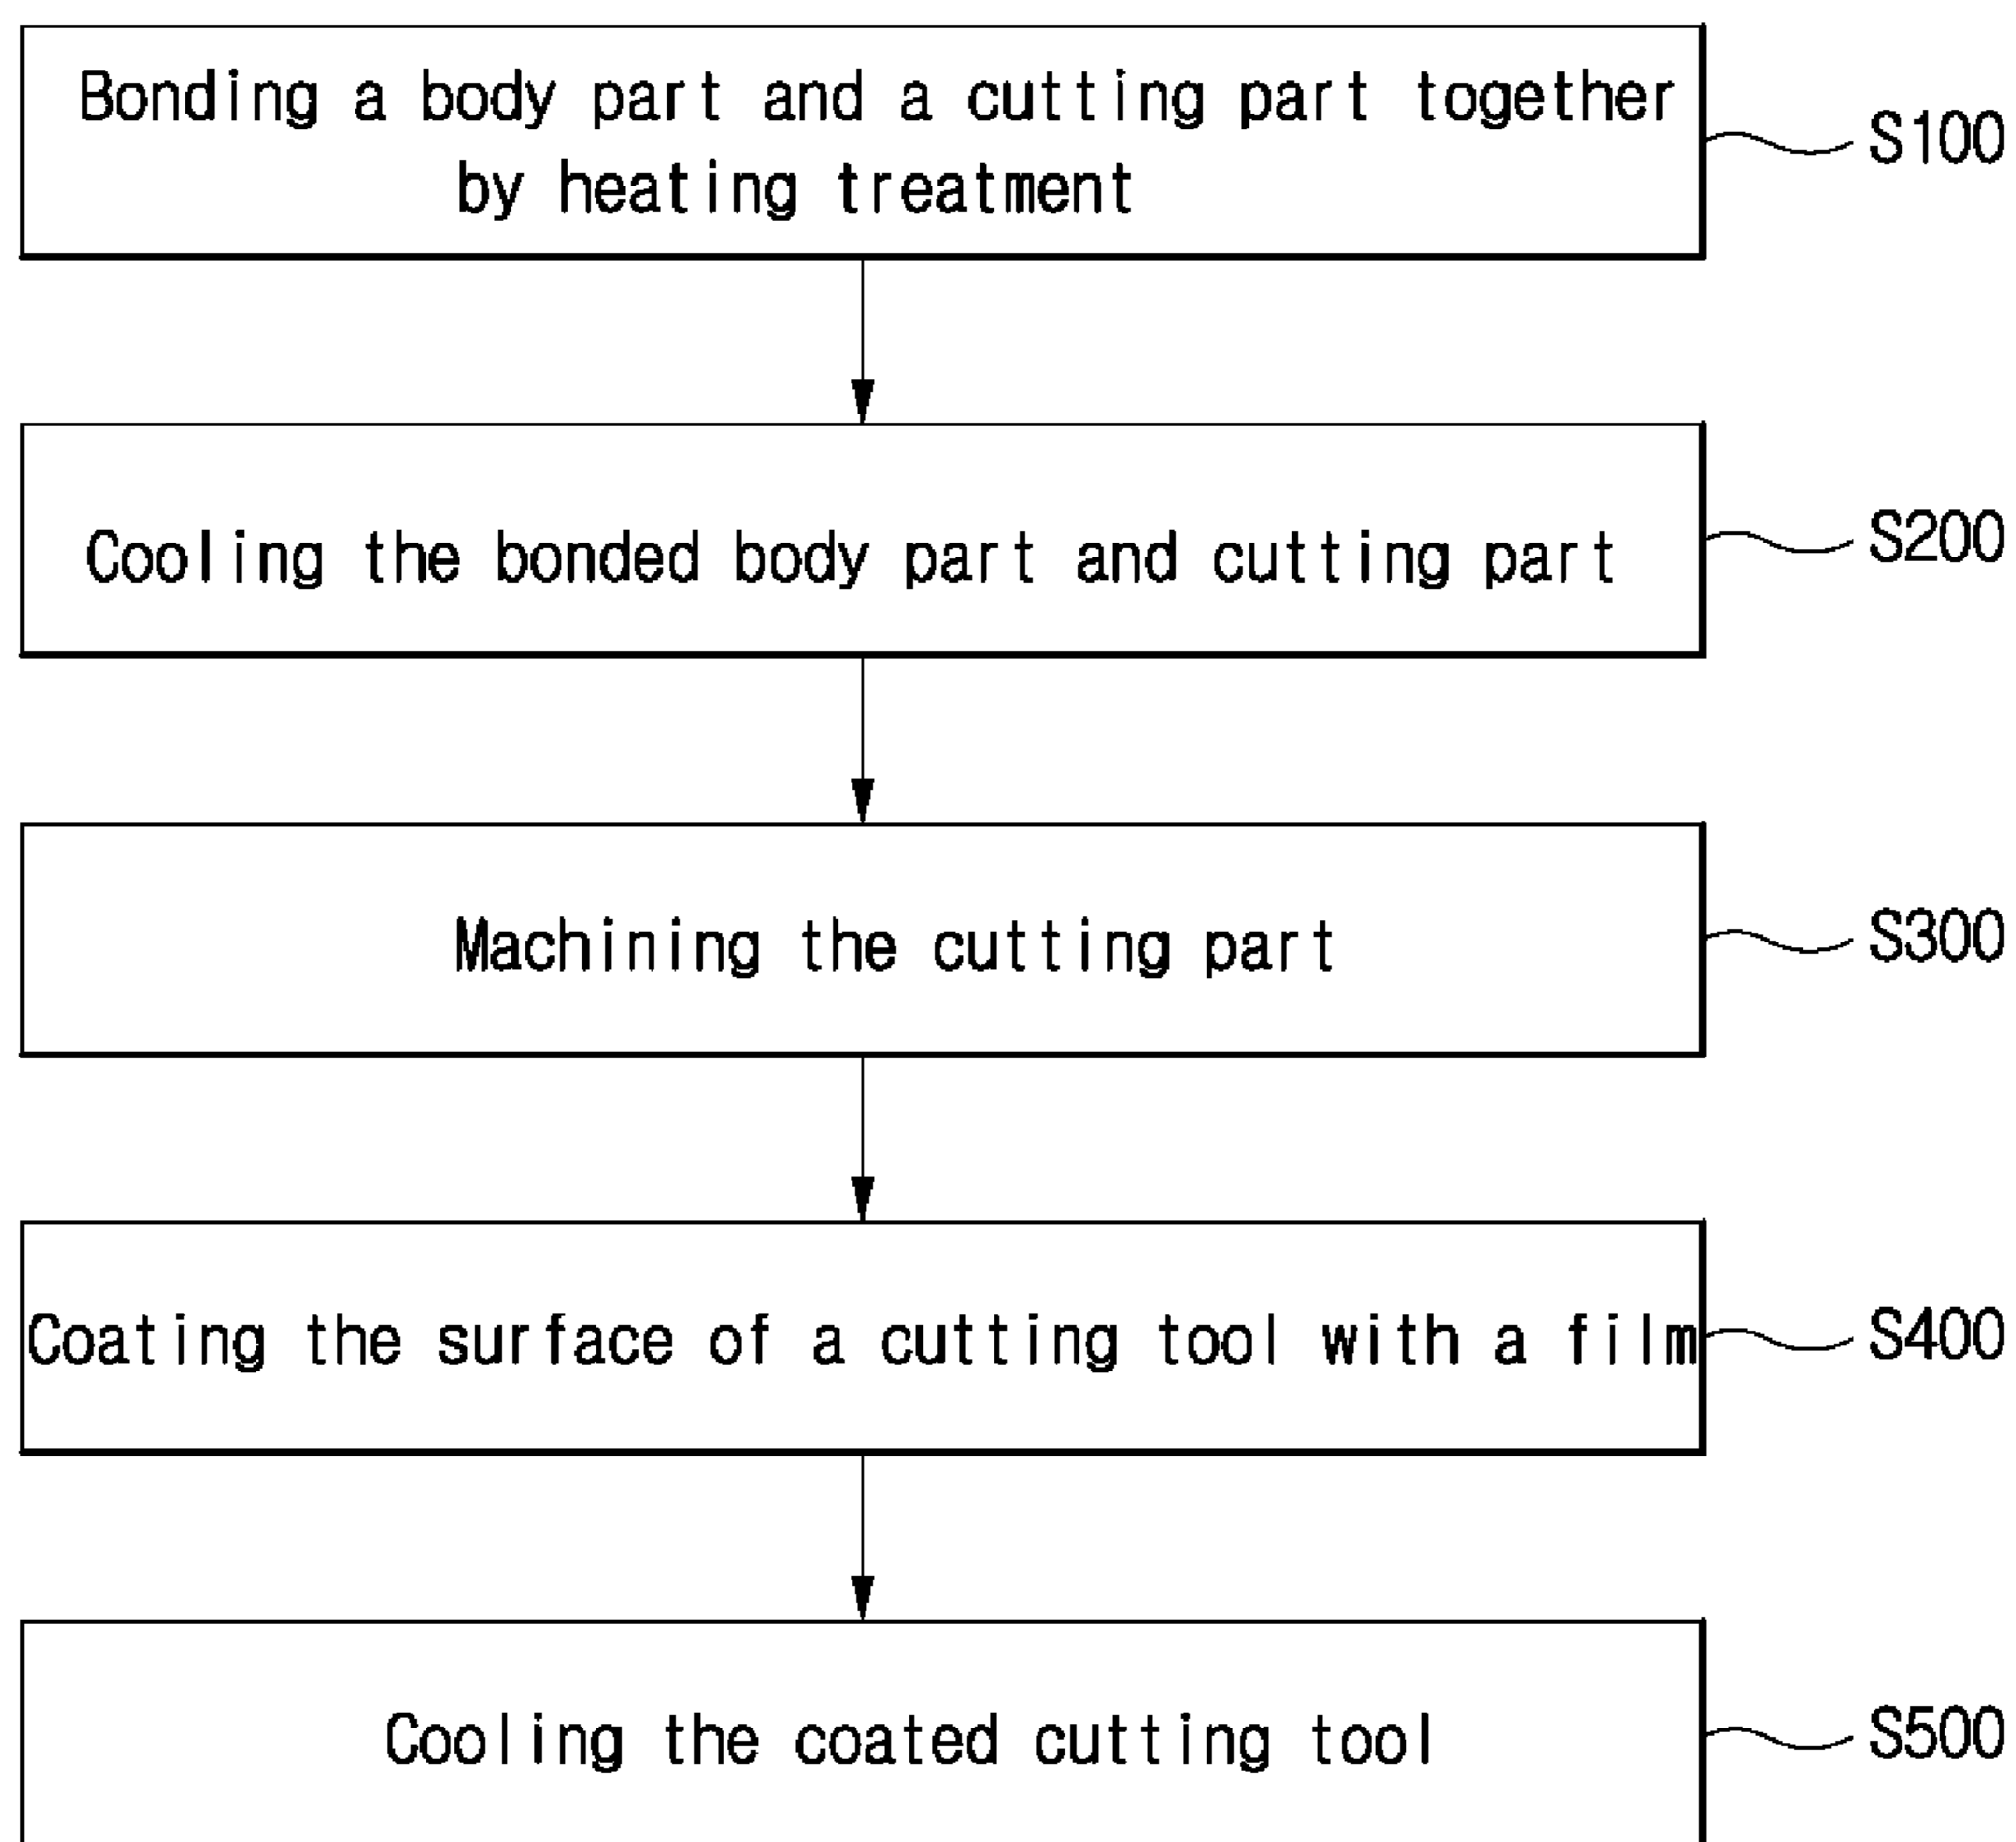 Bonding a body part and a cutting part together
by heating treatment
S100
Cooling the bonded body part and cutting part
S200
Machining the cutting part
S300
Coating the surface of a cutting tool with a film
S400
Cooling the coated cutting tool
S500